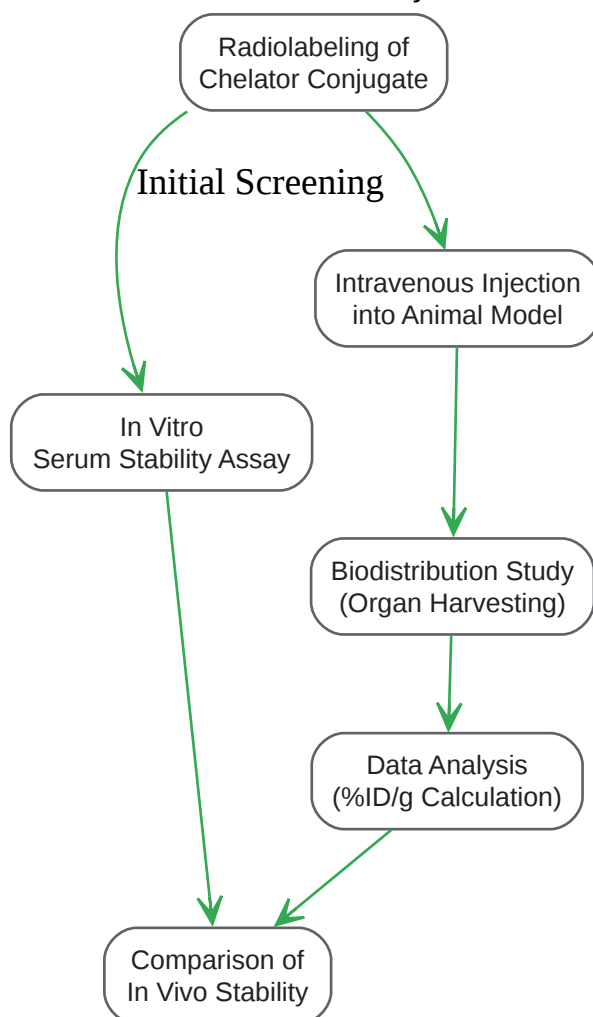 Radiolabeling of
Chelator Conjugate
Initial Screening
Intravenous Injection
into Animal Model
In Vitro
Serum Stability Assay
Biodistribution Study
(Organ Harvesting)
Data Analysis
(%ID/g Calculation)
Comparison of
In Vivo Stability